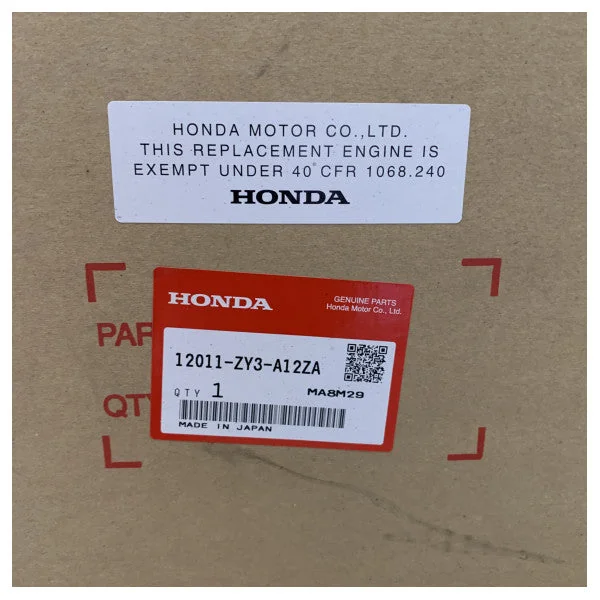 HONDA MOTOR CO.,LTD.
THIS REPLACEMENT ENGINE IS
EXEMPT UNDER 40 CFR 1068.240
HONDA
HONDA
GENUINE PARTS
Honda Motor Co., Ltd.
PAR
12011-ZY3-A12ZA
QTY 1
MA8M29
QTY
MADE IN JAPAN